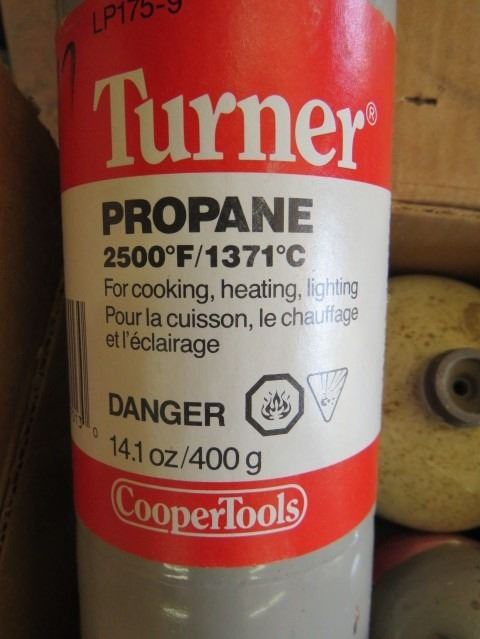 LP175-9
Turner®
PROPANE
2500°F/1371°C
For cooking, heating, lighting
Pour la cuisson, le chauffage
et l'éclairage
DANGER
14.1 oz/400 g
CooperTools